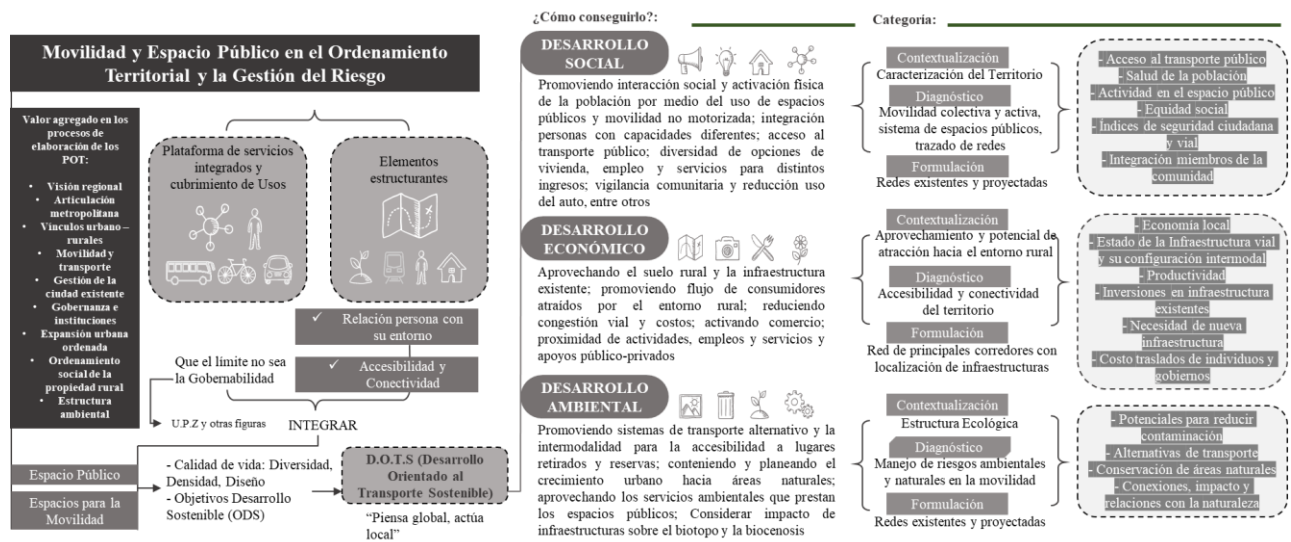 Movilidad y Espacio Público en el Ordenamiento
Territorial y la Gestión del Riesgo
Valor agregado en los
procesos de
elaboración de los
POT:
• Visión regional
• Articulación
metropolitana
• Vínculos urbano –
rurales
• Movilidad y
transporte
• Gestión de la
ciudad existente
• Gobernanza e
instituciones
• Expansión urbana
ordenada
• Ordenamiento
social de la
propiedad rural
• Estructura
ambiental
Plataforma de servicios
integrados y
cubrimiento de Usos
Elementos
estructurantes
✓ Relación persona con
su entorno
✓ Accesibilidad y
Conectividad
Que el límite no sea
la Gobernabilidad
U.P.Z y otras figuras
INTEGRAR
Espacio Público
Espacios para la
Movilidad
- Calidad de vida: Diversidad,
Densidad, Diseño
- Objetivos Desarrollo
Sostenible (ODS)
D.O.T.S (Desarrollo
Orientado al
Transporte Sostenible)
“Piensa global, actúa
local”
¿Cómo conseguirlo?:
DESARROLLO
SOCIAL
Promoviendo interacción social y activación física
de la población por medio del uso de espacios
públicos y movilidad no motorizada; integración
personas con capacidades diferentes; acceso al
transporte público; diversidad de opciones de
vivienda, empleo y servicios para distintos
ingresos; vigilancia comunitaria y reducción uso
del auto, entre otros
DESARROLLO
ECONÓMICO
Aprovechando el suelo rural y la infraestructura
existente; promoviendo flujo de consumidores
atraídos por el entorno rural; reduciendo
congestión vial y costos; activando comercio;
proximidad de actividades, empleos y servicios y
apoyos público-privados
DESARROLLO
AMBIENTAL
Promoviendo sistemas de transporte alternativo y la
intermodalidad para la accesibilidad a lugares
retirados y reservas; conteniendo y planeando el
crecimiento urbano hacia áreas naturales;
aprovechando los servicios ambientales que prestan
los espacios públicos; Considerar impacto de
infraestructuras sobre el biotopo y la biocenosis
Categoría:
Contextualización
Caracterización del Territorio
Diagnóstico
Movilidad colectiva y activa,
sistema de espacios públicos,
trazado de redes
Formulación
Redes existentes y proyectadas
Contextualización
Aprovechamiento y potencial de
atracción hacia el entorno rural
Diagnóstico
Accesibilidad y conectividad
del territorio
Formulación
Red de principales corredores con
localización de infraestructuras
Contextualización
Estructura Ecológica
Diagnóstico
Manejo de riesgos ambientales
y naturales en la movilidad
Formulación
Redes existentes y proyectadas
- Acceso al transporte público
- Salud de la población
- Actividad en el espacio público
- Equidad social
- Índices de seguridad ciudadana
y vial
- Integración miembros de la
comunidad
- Economía local
- Estado de la Infraestructura vial
y su configuración intermodal
- Productividad
- Inversiones en infraestructura
existentes
- Necesidad de nueva
infraestructura
- Costo traslados de individuos y
gobiernos
- Potenciales para reducir
contaminación
- Alternativas de transporte
- Conservación de áreas naturales
- Conexiones, impacto y
relaciones con la naturaleza